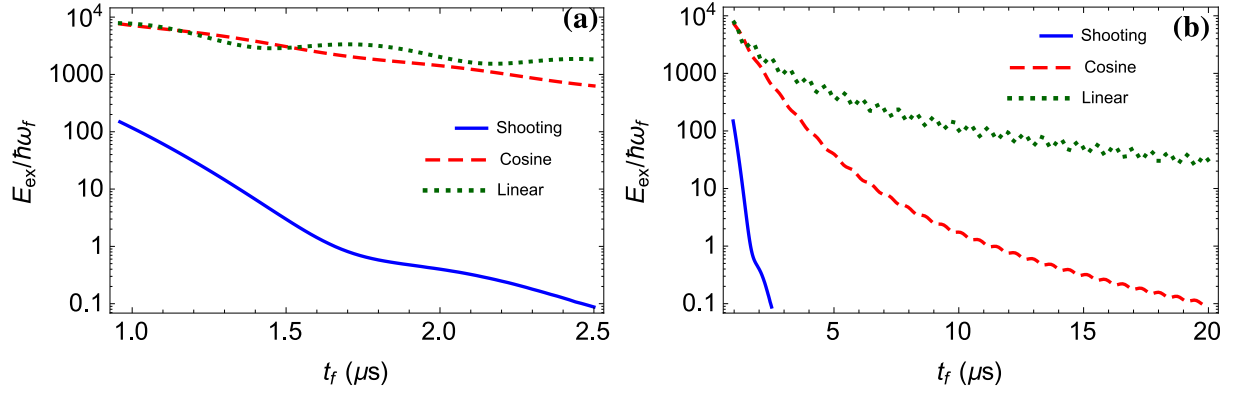 10⁴
1000
100
10
1
0.1
E_ex/ħω_f
(a)
Shooting
Cosine
Linear
1.0 1.5 2.0 2.5
t_f (μs)
10⁴
1000
100
10
1
0.1
E_ex/ħω_f
(b)
Shooting
Cosine
Linear
5 10 15 20
t_f (μs)